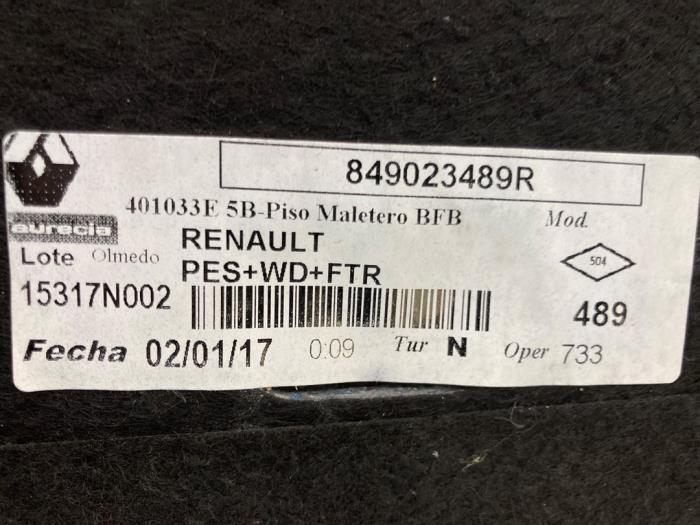 849023489R
401033E 5B-Piso Maletero BFB
Mod.
aurecia
RENAULT
504
Lote Olmedo
PES+WD+FTR
15317N002
489
Fecha 02/01/17 0:09 Tur N Oper 733